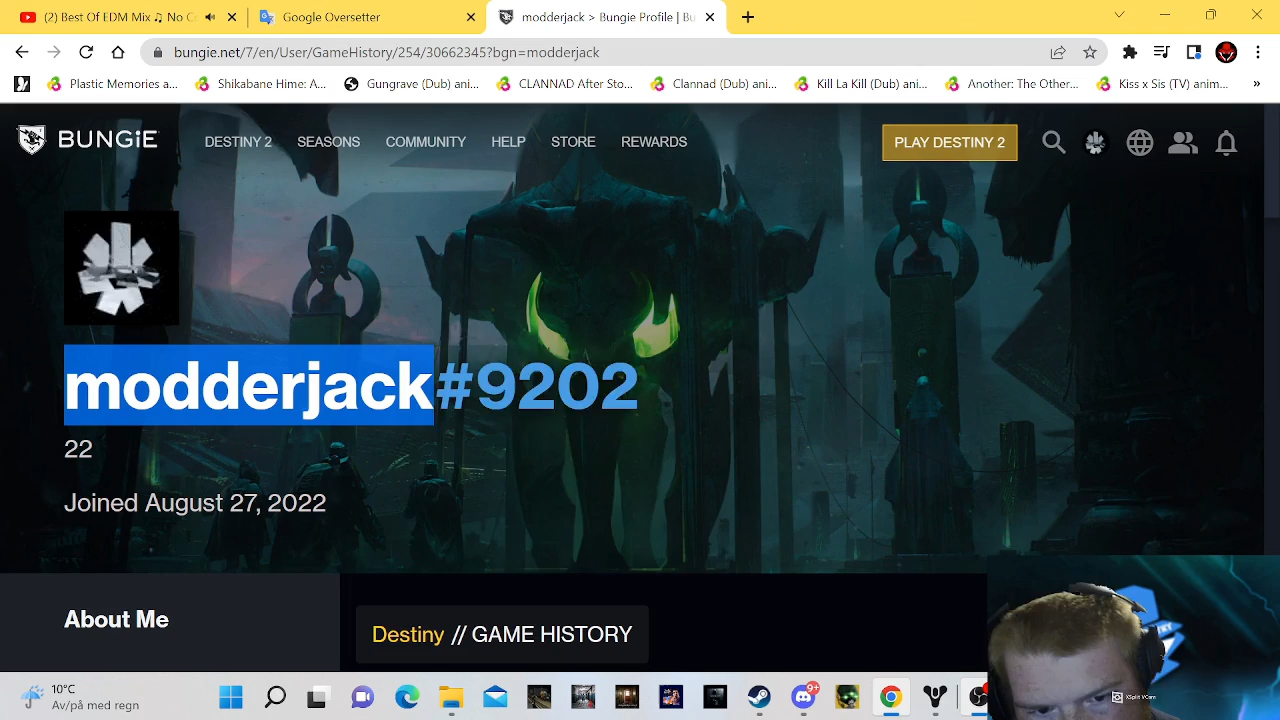 (2) Best Of EDM Mix ♫ No C
Google Oversetter
modderjack > Bungie Profile | Bu
bungie.net/7/en/User/GameHistory/254/30662345?bgn=modderjack
Plastic Memories a...
Shikabane Hime: A...
Gungrave (Dub) ani...
CLANNAD After Sto...
Clannad (Dub) ani...
Kill La Kill (Dub) ani...
Another: The Other...
Kiss x Sis (TV) anim...
»
BUNGiE
DESTINY 2
SEASONS
COMMUNITY
HELP
STORE
REWARDS
PLAY DESTINY 2
modderjack#9202
22
Joined August 27, 2022
About Me
Destiny // GAME HISTORY
10°C
Av/på med regn
9+
XSplit VCam